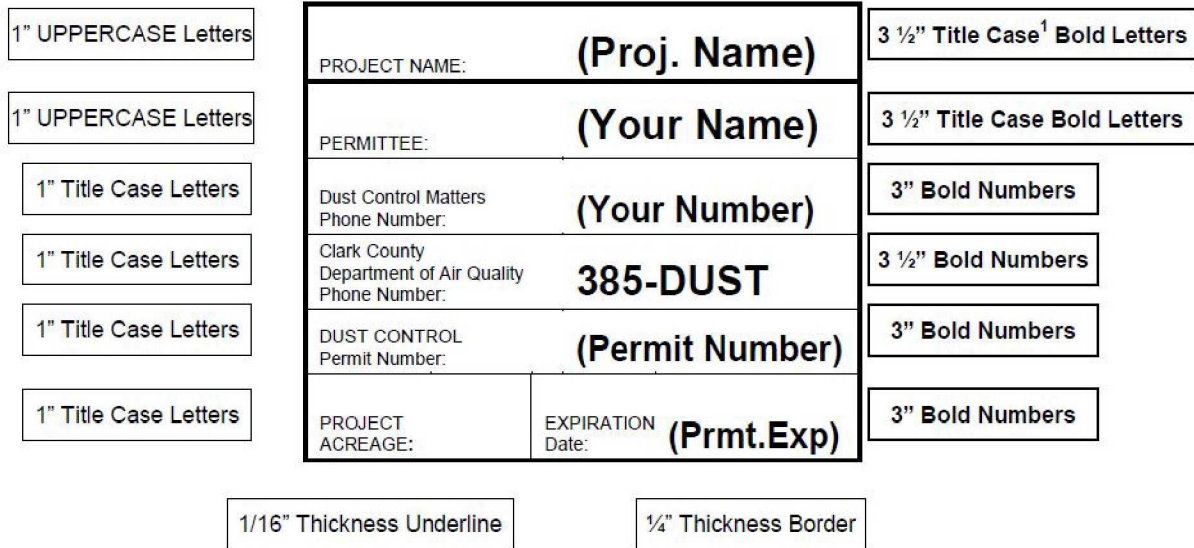 1” UPPERCASE Letters
PROJECT NAME:
(Proj. Name)
3 ½” Title Case¹ Bold Letters
1” UPPERCASE Letters
PERMITTEE:
(Your Name)
3 ½” Title Case Bold Letters
1” Title Case Letters
Dust Control Matters
Phone Number:
(Your Number)
3” Bold Numbers
1” Title Case Letters
Clark County
Department of Air Quality
Phone Number:
385-DUST
3 ½” Bold Numbers
1” Title Case Letters
DUST CONTROL
Permit Number:
(Permit Number)
3” Bold Numbers
1” Title Case Letters
PROJECT
ACREAGE:
EXPIRATION
Date:
(Prmt.Exp)
3” Bold Numbers
1/16” Thickness Underline
¼” Thickness Border